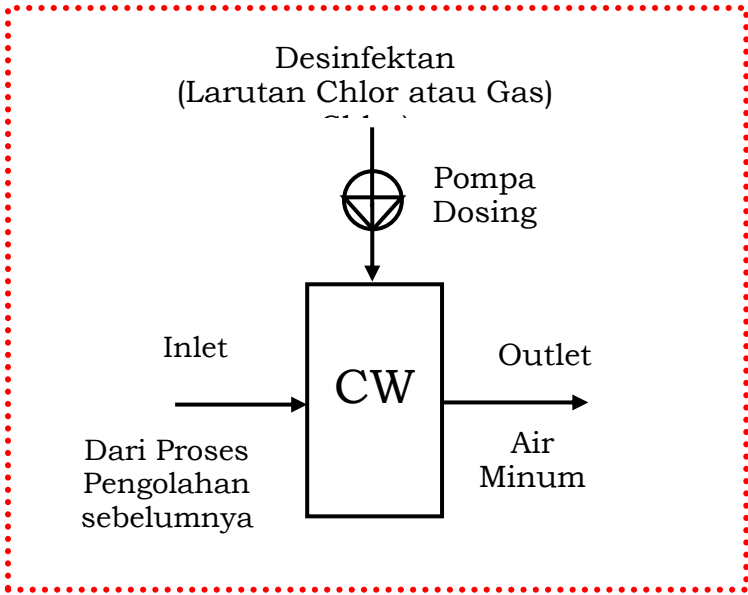 Desinfektan
(Larutan Chlor atau Gas)
Inlet
Dari Proses
Pengolahan
sebelumnya
Pompa
Dosing
CW
Outlet
Air
Minum